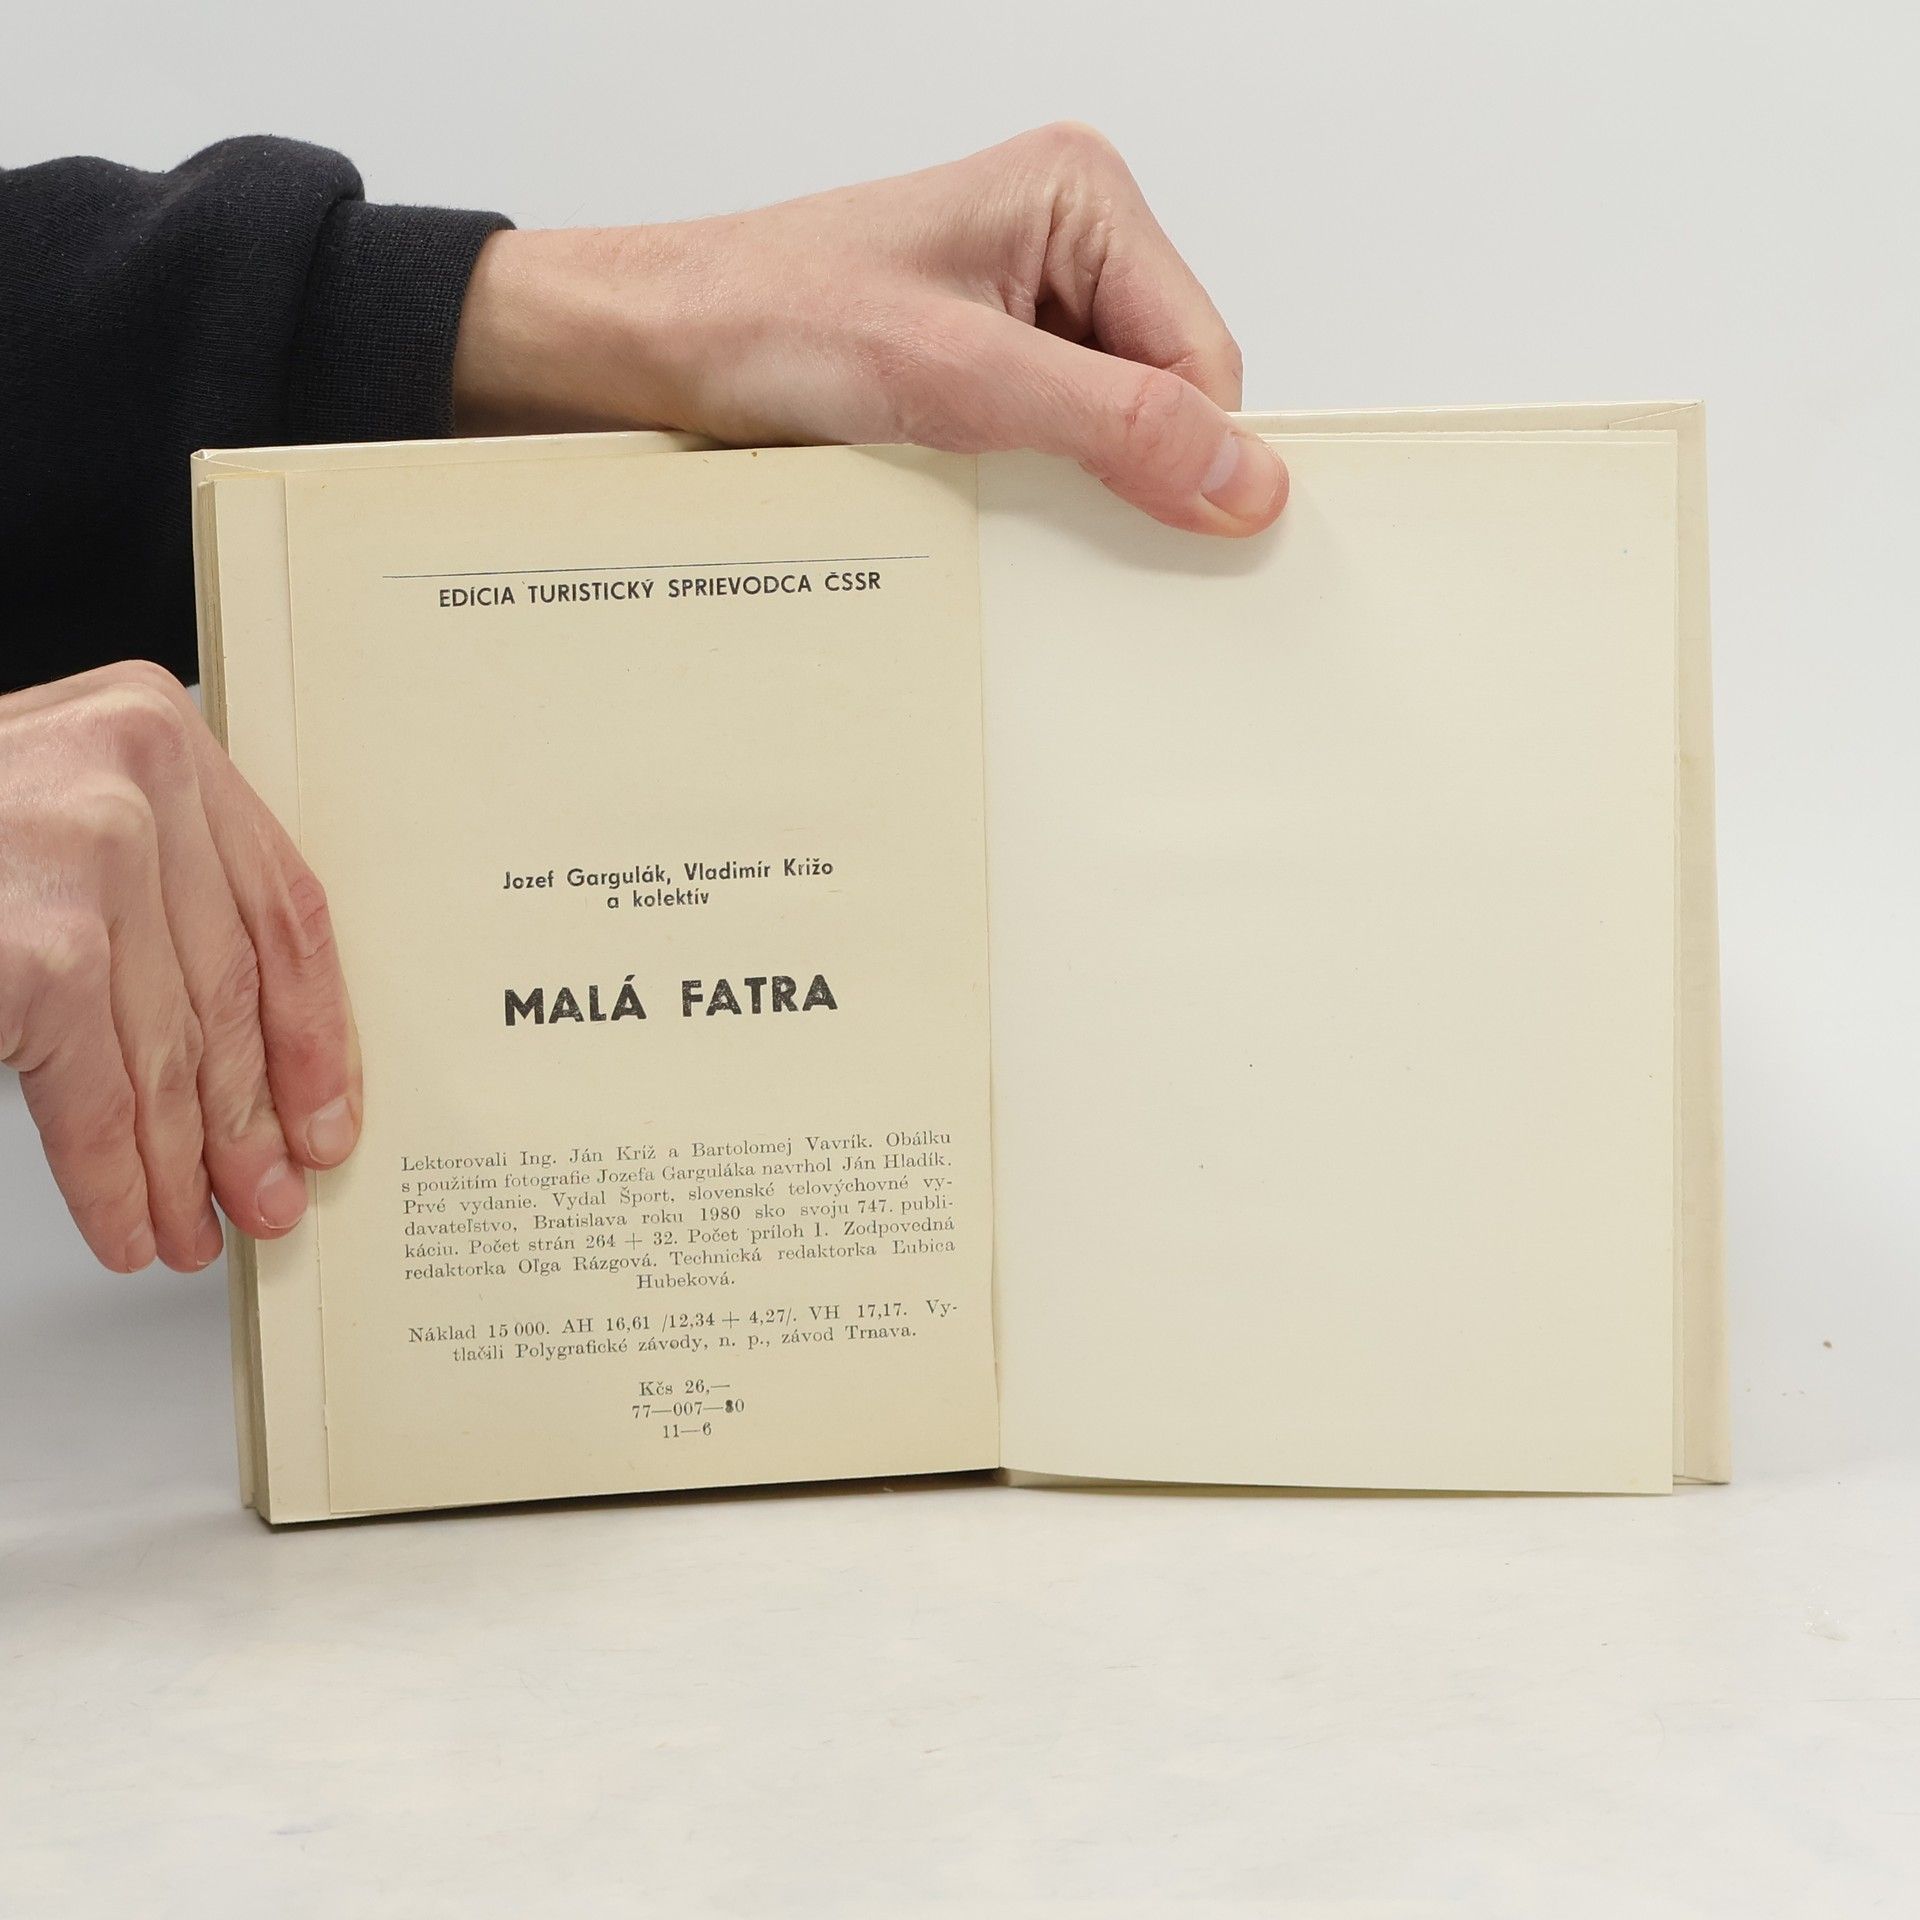 EDÍCIA TURISTICKÝ SPRIEVODCA ČSSR
Jozef Gargulák, Vladimír Križo
a kolektív
MALÁ FATRA
Lektorovali Ing. Ján Kríž a Bartolomej Vavrík. Obálku
s použitím fotografie Jozefa Garguláka navrhol Ján Hladík.
Prvé vydanie. Vydal Šport, slovenské telovýchovné vy-
davateľstvo, Bratislava roku 1980 sko svoju 747. publi-
káciu. Počet strán 264 + 32. Počet príloh 1. Zodpovedná
redaktorka Oľga Rázgová. Technická redaktorka Ľubica
Hubeková.
Náklad 15 000. AH 16,61 /12,34 + 4,27/. VH 17,17. Vy-
tlačili Polygrafické závody, n. p., závod Trnava.
Kčs 26,—
77—007—80
11—6